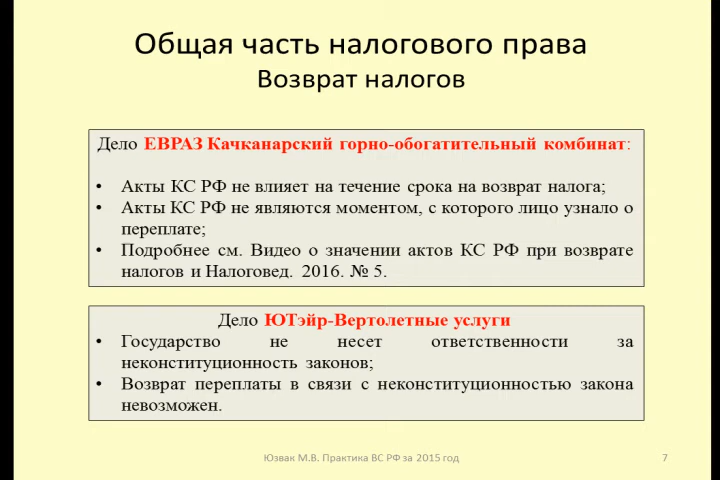 Общая часть налогового права
Возврат налогов
Дело ЕВРАЗ Качканарский горно-обогатительный комбинат:
• Акты КС РФ не влияет на течение срока на возврат налога;
• Акты КС РФ не являются моментом, с которого лицо узнало о
переплате;
• Подробнее см. Видео о значении актов КС РФ при возврате
налогов и Налоговед. 2016. № 5.
Дело ЮТэйр-Вертолетные услуги
• Государство не несет ответственности за
неконституционность законов;
• Возврат переплаты в связи с неконституционностью закона
невозможен.
Юзвак М.В. Практика ВС РФ за 2015 год
7